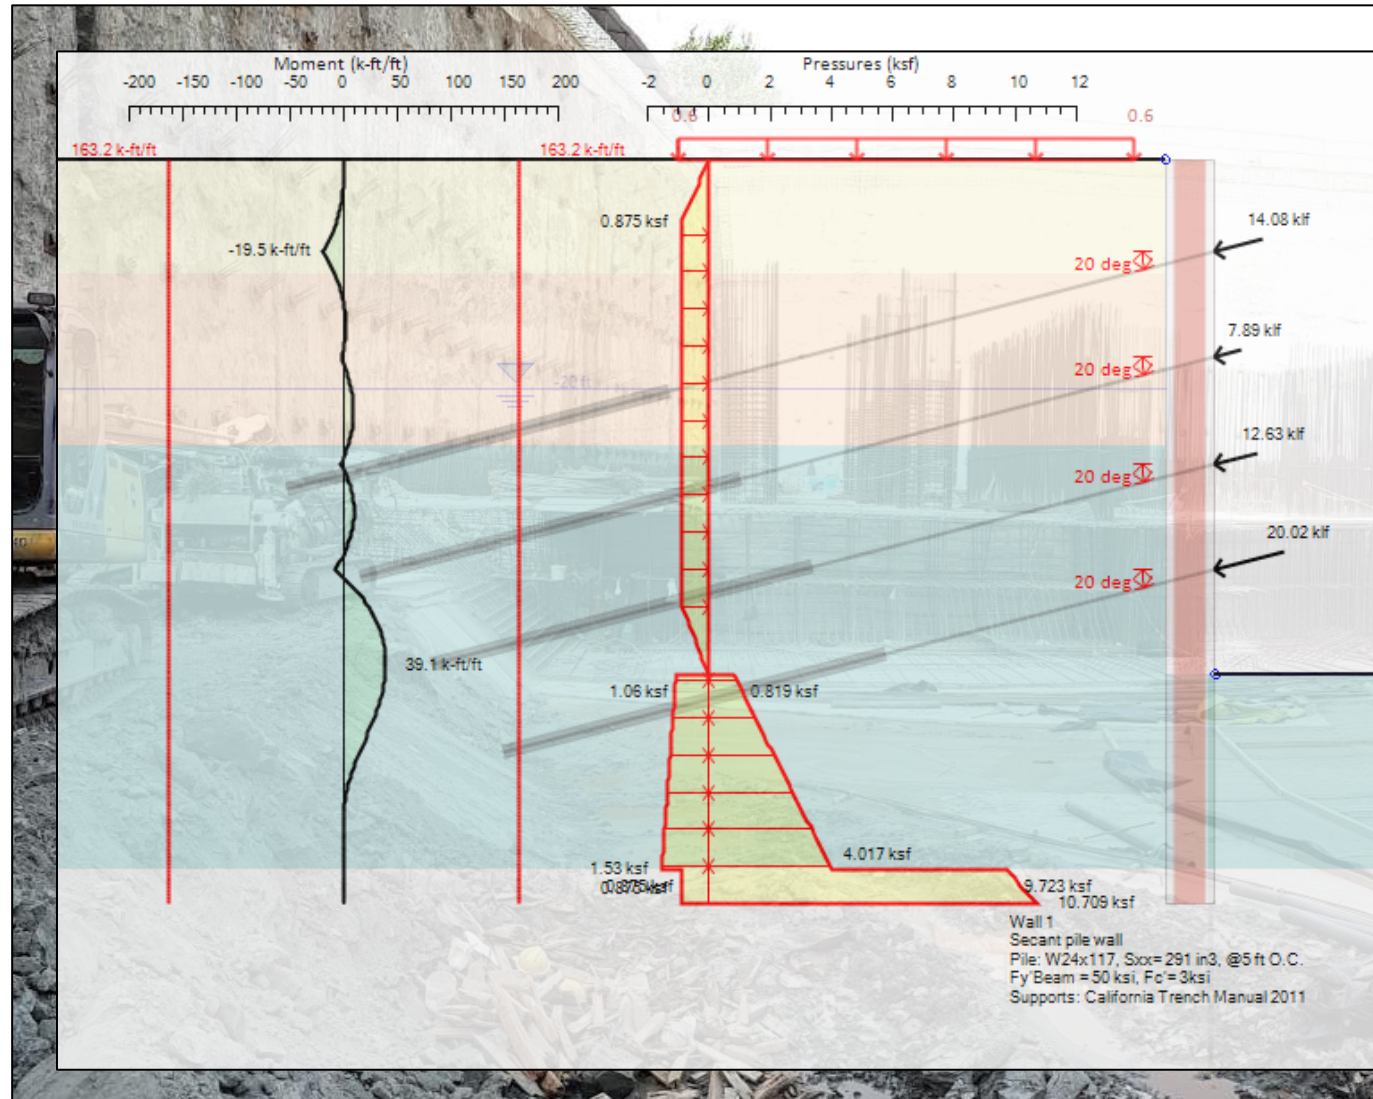 Moment (k-ft/ft)
Pressures (ksf)
-200 -150 -100 -50 0 50 100 150 200
-2 0 2 4 6 8 10 12
0.6
0.6
163.2 k-ft/ft
163.2 k-ft/ft
0.875 ksf
14.08 klf
-19.5 k-ft/ft
20 deg
7.89 klf
20 deg
-20 ft
12.63 klf
20 deg
20.02 klf
20 deg
39.1 k-ft/ft
1.06 ksf
0.819 ksf
4.017 ksf
1.53 ksf
9.723 ksf
10.709 ksf
Wall 1
Secant pile wall
Pile: W24x117, Sxx= 291 in3, @5 ft O.C.
Fy'Beam = 50 ksi, Fc'= 3ksi
Supports: California Trench Manual 2011